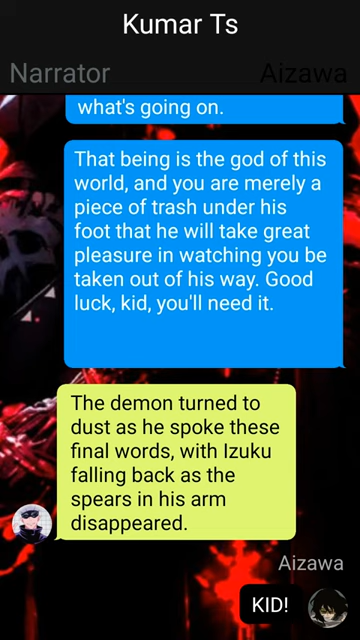 Kumar Ts
Narrator
Aizawa
what's going on.
That being is the god of this
world, and you are merely a
piece of trash under his
foot that he will take great
pleasure in watching you be
taken out of his way. Good
luck, kid, you'll need it.
The demon turned to
dust as he spoke these
final words, with Izuku
falling back as the
spears in his arm
disappeared.
Aizawa
KID!